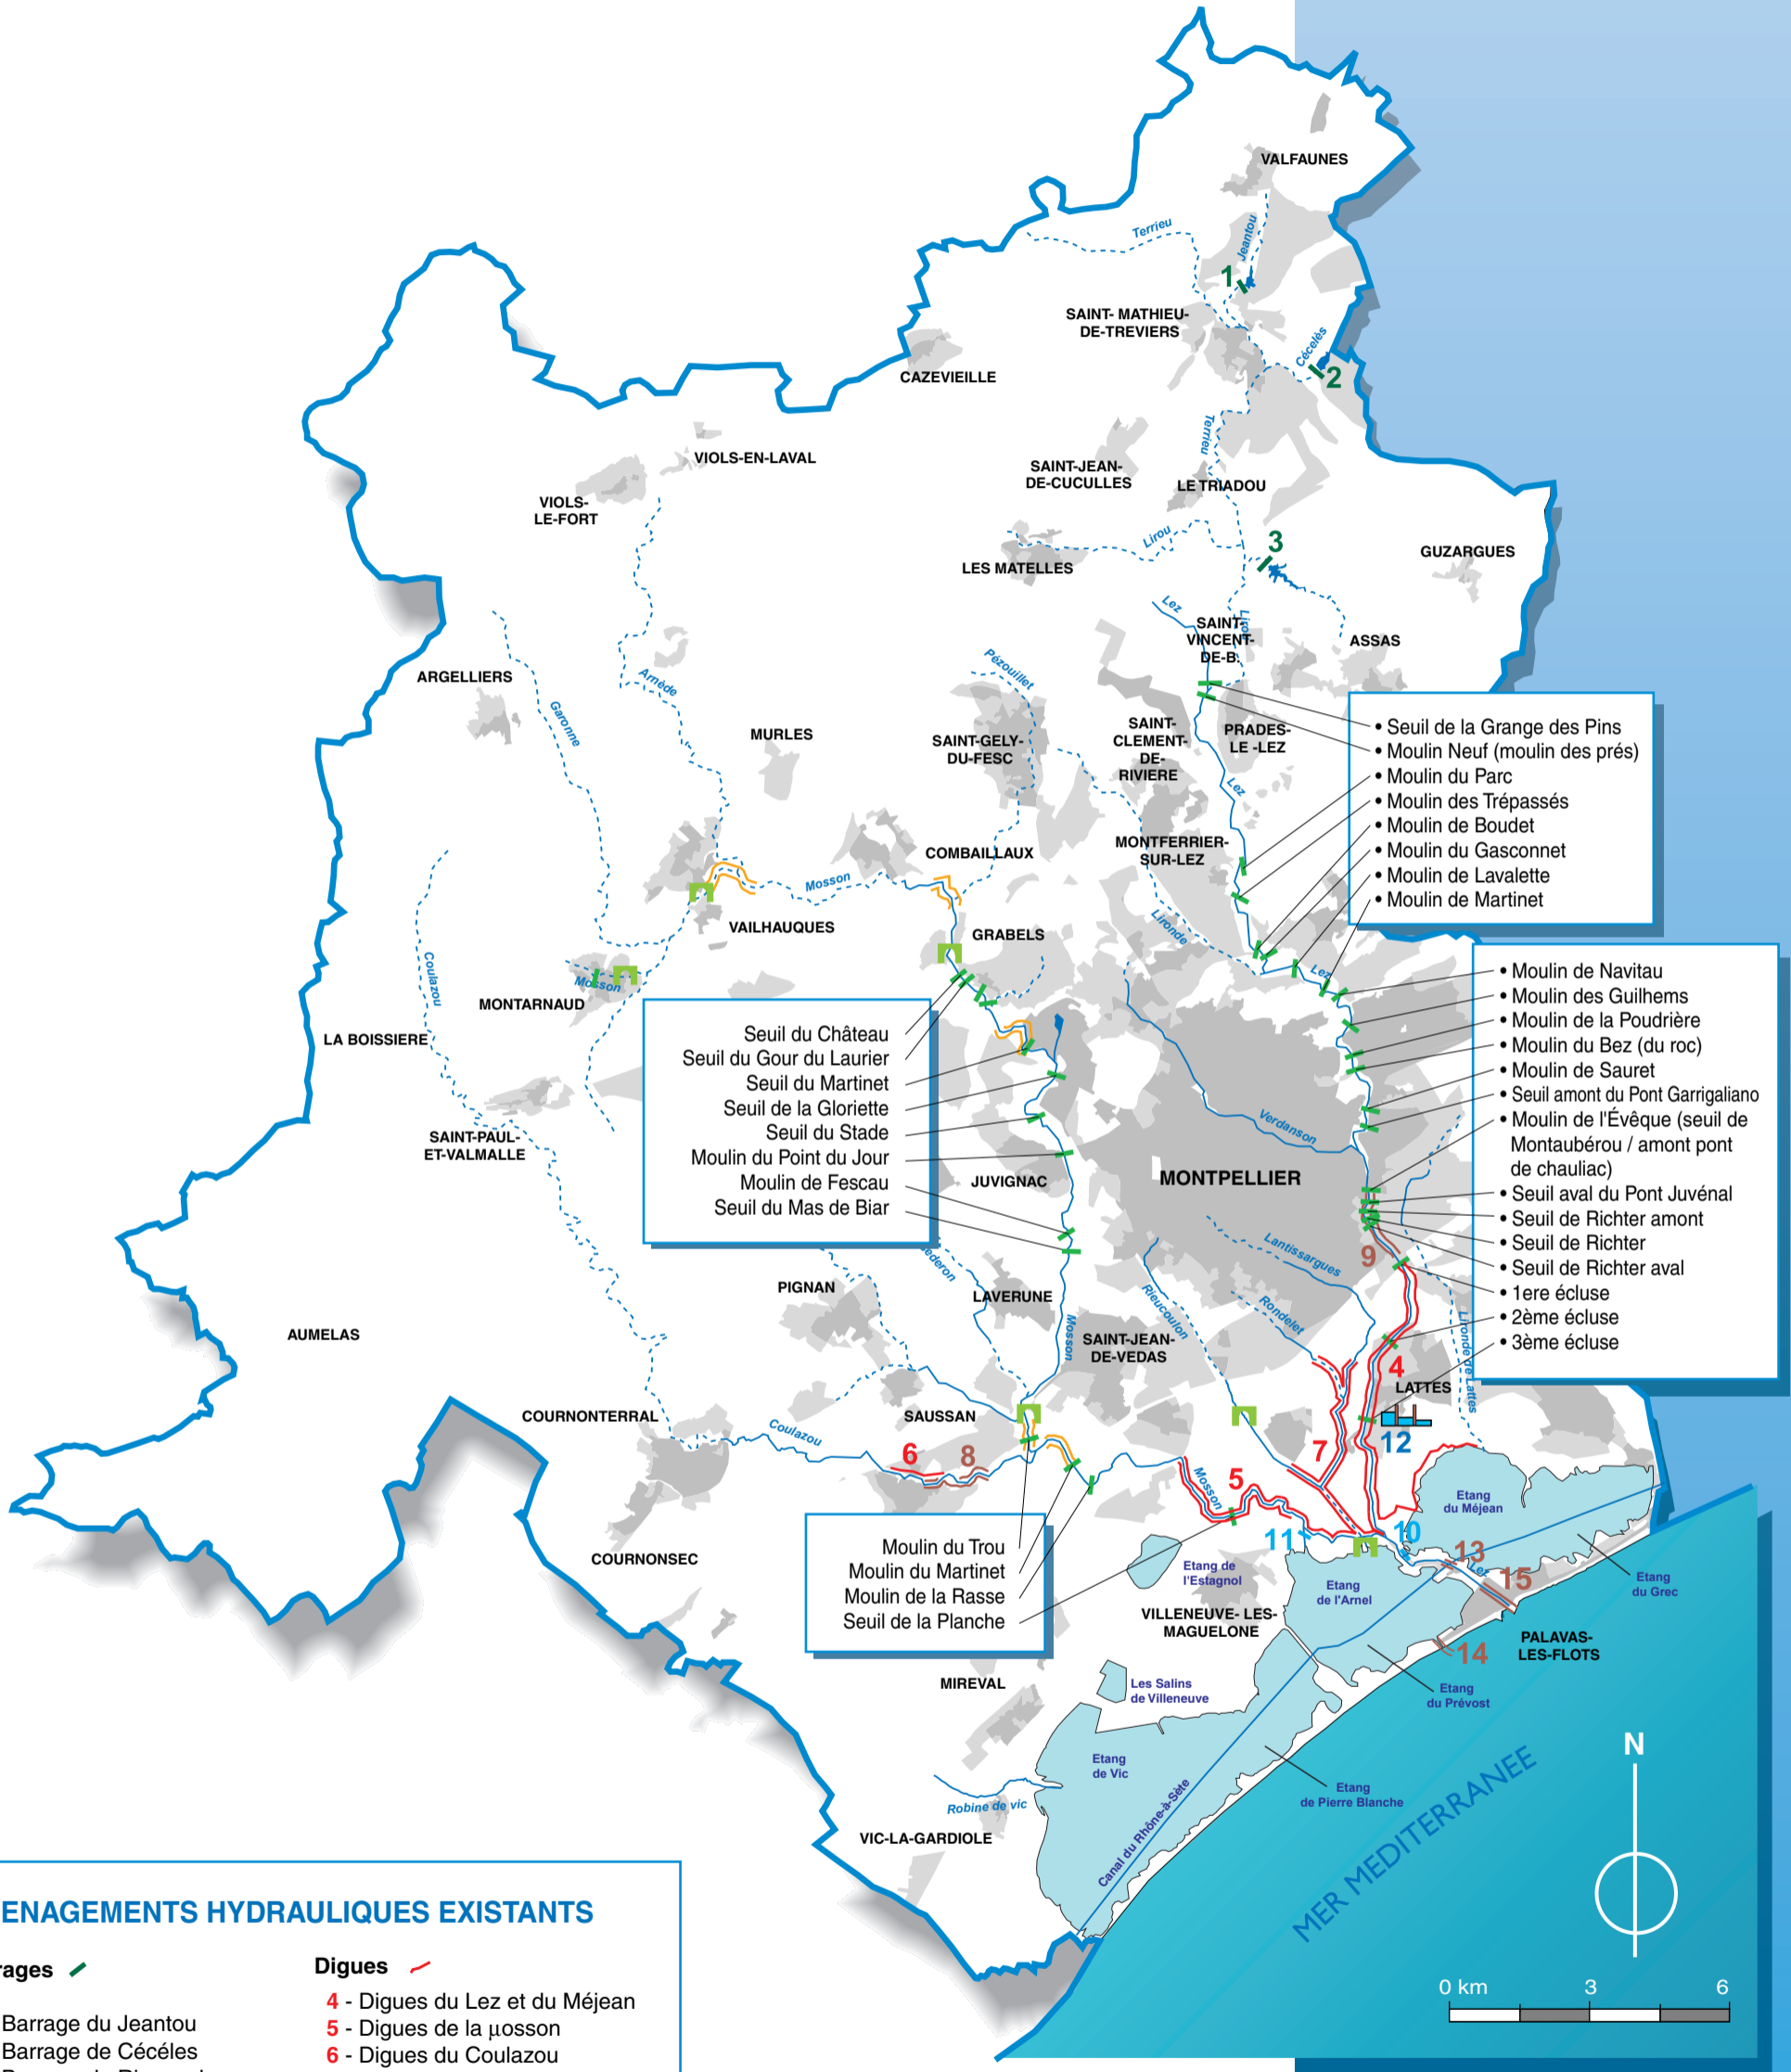 VALFAUNES
Terrieu
Jeantou
1
SAINT- MATHIEU-
DE-TREVIERS
Cécelès
2
CAZEVIEILLE
Terrieu
VIOLS-EN-LAVAL
SAINT-JEAN-
DE-CUCULLES
LE TRIADOU
VIOLS-
LE-FORT
Lirou
3
GUZARGUES
LES MATELLES
Lez
Lirou
SAINT-
VINCENT-
DE-B.
ASSAS
ARGELLIERS
Arnède
Pézouillet
Garonne
MURLES
SAINT-GELY-
DU-FESC
SAINT-
CLEMENT-
DE-
RIVIERE
PRADES-
LE -LEZ
Lez
• Seuil de la Grange des Pins
• Moulin Neuf (moulin des prés)
• Moulin du Parc
• Moulin des Trépassés
• Moulin de Boudet
• Moulin du Gasconnet
• Moulin de Lavalette
• Moulin de Martinet
COMBAILLAUX
MONTFERRIER-
SUR-LEZ
Mosson
VAILHAUQUES
GRABELS
Lironde
Lez
Coulazou
Mosson
MONTARNAUD
LA BOISSIERE
• Moulin de Navitau
• Moulin des Guilhems
• Moulin de la Poudrière
• Moulin du Bez (du roc)
• Moulin de Sauret
• Seuil amont du Pont Garrigaliano
• Moulin de l'Évêque (seuil de
Montaubérou / amont pont
de chauliac)
• Seuil aval du Pont Juvénal
• Seuil de Richter amont
• Seuil de Richter
• Seuil de Richter aval
• 1ere écluse
• 2ème écluse
• 3ème écluse
Seuil du Château
Seuil du Gour du Laurier
Seuil du Martinet
Seuil de la Gloriette
Seuil du Stade
Moulin du Point du Jour
Moulin de Fescau
Seuil du Mas de Biar
SAINT-PAUL-
ET-VALMALLE
Verdanson
MONTPELLIER
JUVIGNAC
Lantissargues
9
ederon
PIGNAN
LAVERUNE
Rieucoulon
Rondelet
Mosson
AUMELAS
SAINT-JEAN-
DE-VEDAS
Lironde de Lattes
4
LATTES
COURNONTERRAL
SAUSSAN
Coulazou
12
6
8
7
5
Mosson
Etang
du Méjean
11
10
13
Lez
15
COURNONSEC
Moulin du Trou
Moulin du Martinet
Moulin de la Rasse
Seuil de la Planche
Etang de
l'Estagnol
Etang
de l'Arnel
Etang
du Grec
VILLENEUVE- LES-
MAGUELONE
PALAVAS-
LES-FLOTS
14
MIREVAL
Les Salins
de Villeneuve
Etang
du Prévost
Etang
de Vic
Etang
de Pierre Blanche
Robine de vic
Canal du Rhône-à-Sète
VIC-LA-GARDIOLE
MER MEDITERRANEE
N
0 km 3 6
ENAGEMENTS HYDRAULIQUES EXISTANTS
rages
Barrage du Jeantou
Barrage de Cécéles
Digues
4 - Digues du Lez et du Méjean
5 - Digues de la µosson
6 - Digues du Coulazou